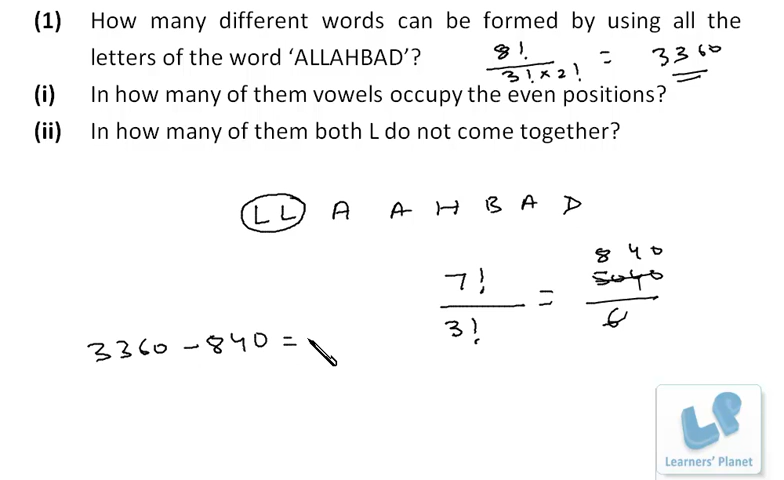 (1) How many different words can be formed by using all the
letters of the word ‘ALLAHBAD’? 8! / 3! × 2! = 3360
(i) In how many of them vowels occupy the even positions?
(ii) In how many of them both L do not come together?
L L A A H B A D
7! / 3! = 5040 / 6
840
3360 – 840 =
LP
Learners’ Planet